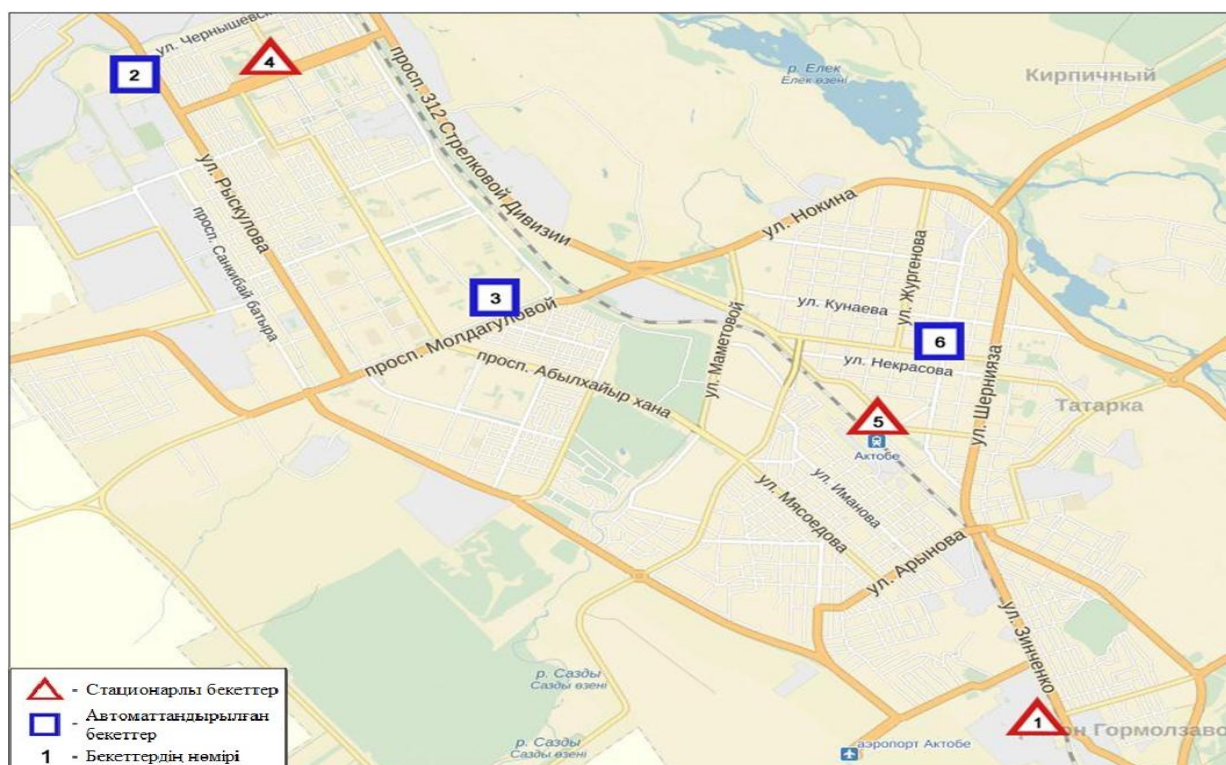 ул. Чернышевск
2
4
просп. 312 Стрелковой Дивизии
р. Елек
Елек өзені
Кирпичный
ул. Рыскулова
просп. Санкибай батыра
ул. Нокина
ул. Жургенова
3
просп. Молдагуловой
ул. Кунаева
6
ул. Некрасова
ул. Маметовой
просп. Абылхайыр хана
ул. Шернияза
Татарка
5
Актобе
ул. Иманова
ул. Мясоедова
ул. Арынова
ул. Зинченко
р. Сазды
Сазды өзені
1
он Гормолзаво
р. Сазды
Сазды өзені
аэропорт Актобе
- Стационарлы бекеттер
- Автоматтандырылған
бекеттер
1 - Бекеттердің нөмірі